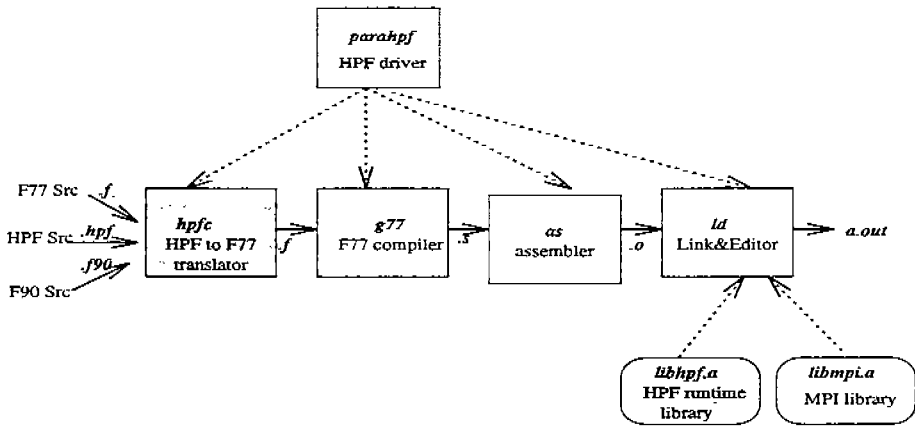 parahpf
HPF driver
F77 Src
.f
HPF Src
.hpf
.f90
F90 Src
hpfc
HPF to F77
translator
.f
g77
F77 compiler
.s
as
assembler
.o
ld
Link&Editor
a.out
libhpf.a
HPF runtime
library
libmpi.a
MPI library